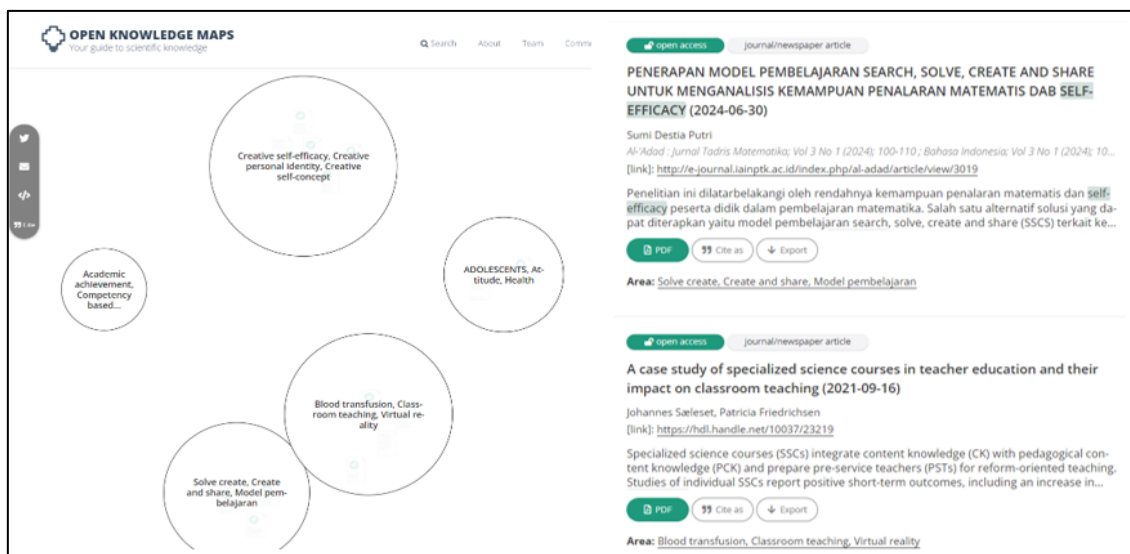 OPEN KNOWLEDGE MAPS
Your guide to scientific knowledge
Search About Team Comm
Creative self-efficacy, Creative
personal identity, Creative
self-concept
Academic
achievement,
Competency
based...
ADOLESCENTS, At-
titude, Health
Blood transfusion, Class-
room teaching, Virtual re-
ality
Solve create, Create
and share, Model pem-
belajaran
Cite
open access journal/newspaper article
PENERAPAN MODEL PEMBELAJARAN SEARCH, SOLVE, CREATE AND SHARE
UNTUK MENGANALISIS KEMAMPUAN PENALARAN MATEMATIS DAB SELF-
EFFICACY (2024-06-30)
Sumi Destia Putri
Al-'Adad : Jurnal Tadris Matematika; Vol 3 No 1 (2024); 100-110 ; Bahasa Indonesia; Vol 3 No 1 (2024); 10...
[link]: http://e-journal.iainptk.ac.id/index.php/al-adad/article/view/3019
Penelitian ini dilatarbelakangi oleh rendahnya kemampuan penalaran matematis dan self-
efficacy peserta didik dalam pembelajaran matematika. Salah satu alternatif solusi yang da-
pat diterapkan yaitu model pembelajaran search, solve, create and share (SSCS) terkait ke...
PDF Cite as Export
Area: Solve create, Create and share, Model pembelajaran
open access journal/newspaper article
A case study of specialized science courses in teacher education and their
impact on classroom teaching (2021-09-16)
Johannes Sæleset, Patricia Friedrichsen
[link]: https://hdl.handle.net/10037/23219
Specialized science courses (SSCs) integrate content knowledge (CK) with pedagogical con-
tent knowledge (PCK) and prepare pre-service teachers (PSTs) for reform-oriented teaching.
Studies of individual SSCs report positive short-term outcomes, including an increase in...
PDF Cite as Export
Area: Blood transfusion, Classroom teaching, Virtual reality